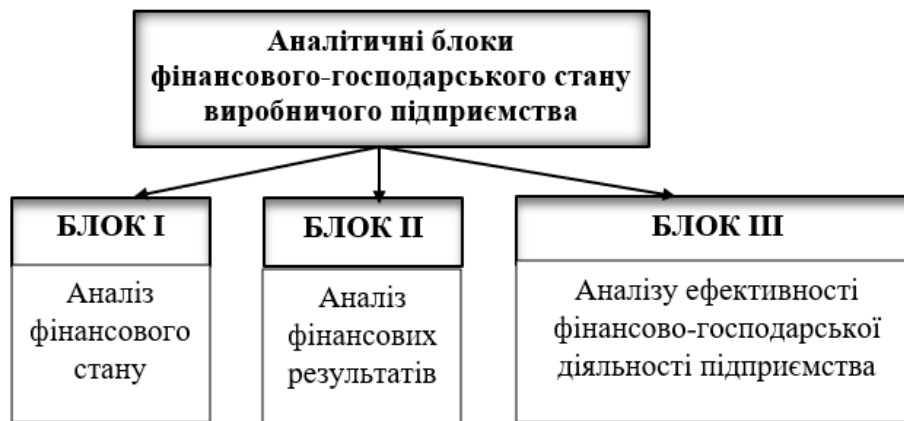 Аналітичні блоки
фінансового-господарського стану
виробничого підприємства
БЛОК І
Аналіз
фінансового
стану
БЛОК ІІ
Аналіз
фінансових
результатів
БЛОК ІІІ
Аналізу ефективності
фінансово-господарської
діяльності підприємства